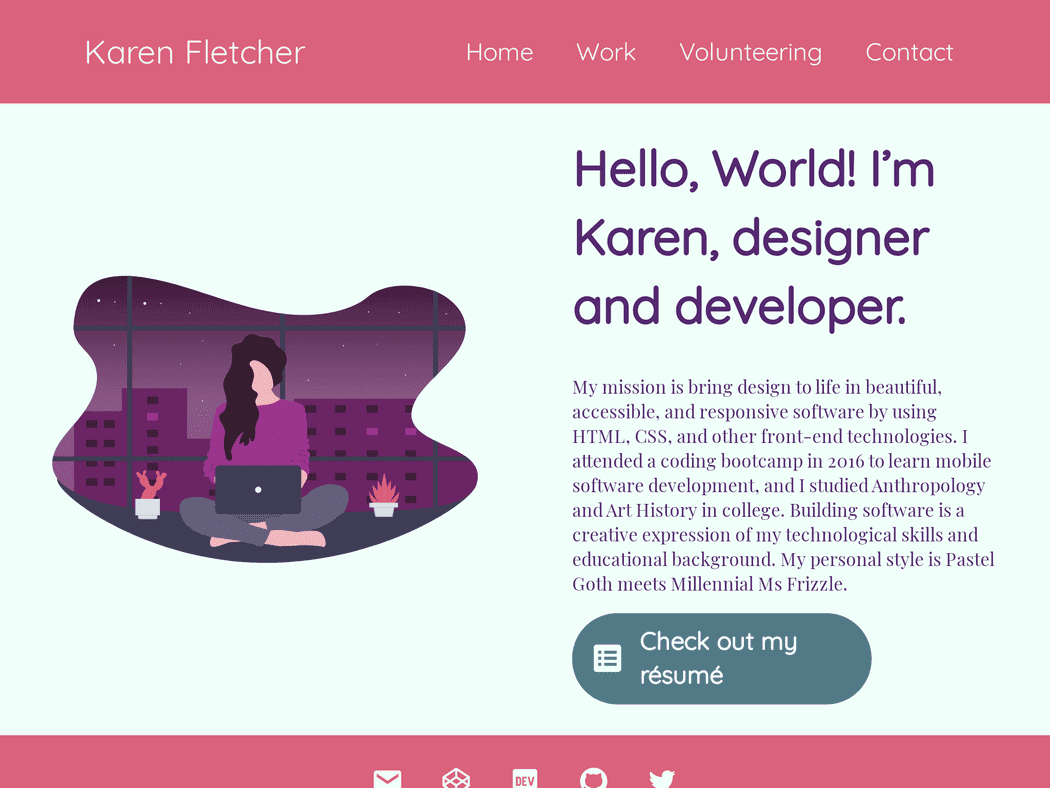 Karen Fletcher
Home Work Volunteering Contact
Hello, World! I’m
Karen, designer
and developer.
My mission is bring design to life in beautiful,
accessible, and responsive software by using
HTML, CSS, and other front-end technologies. I
attended a coding bootcamp in 2016 to learn mobile
software development, and I studied Anthropology
and Art History in college. Building software is a
creative expression of my technological skills and
educational background. My personal style is Pastel
Goth meets Millennial Ms Frizzle.
Check out my
résumé
DEV